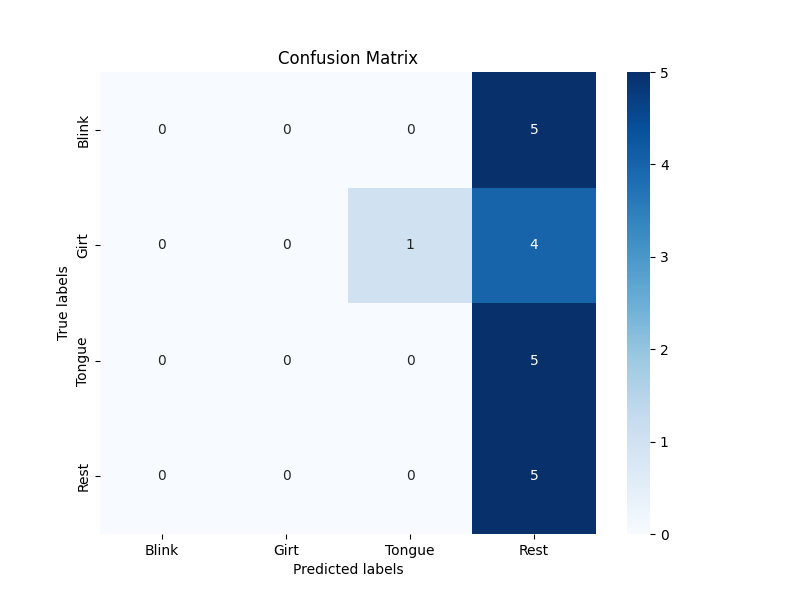 Confusion Matrix
True labels
Blink 0 0 0 5
Girt 0 0 1 4
Tongue 0 0 0 5
Rest 0 0 0 5
Blink Girt Tongue Rest
Predicted labels
5
4
3
2
1
0